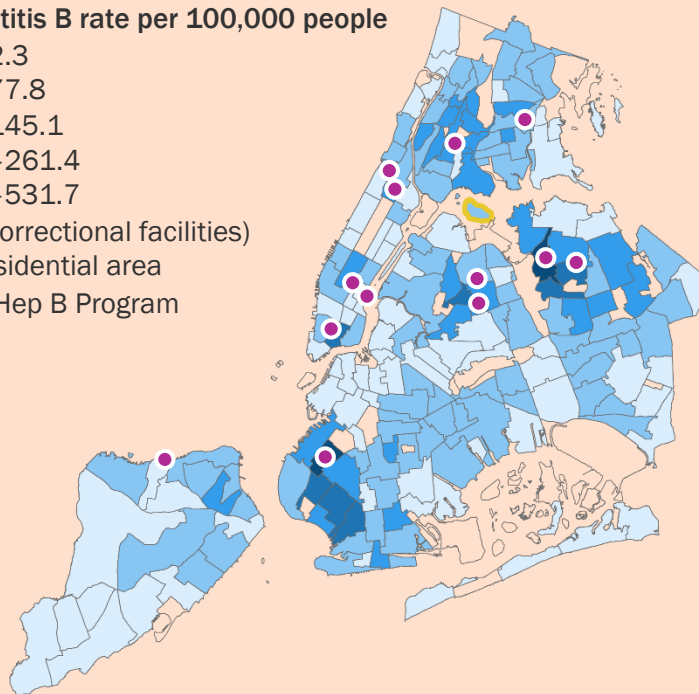 titis B rate per 100,000 people
2.3
77.8
145.1
-261.4
-531.7
orrectional facilities)
sidential area
Hep B Program